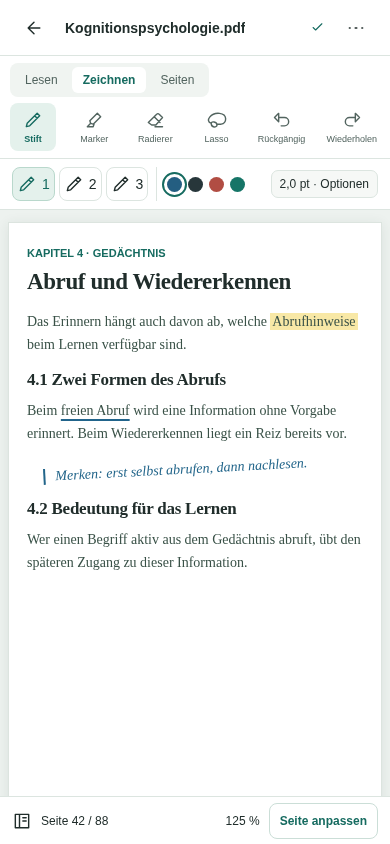 Kognitionspsychologie.pdf
Lesen Zeichnen Seiten
Stift Marker Radierer Lasso Rückgängig Wiederholen
1 2 3 2,0 pt · Optionen
KAPITEL 4 · GEDÄCHTNIS
Abruf und Wiedererkennen
Das Erinnern hängt auch davon ab, welche Abrufhinweise
beim Lernen verfügbar sind.
4.1 Zwei Formen des Abrufs
Beim freien Abruf wird eine Information ohne Vorgabe
erinnert. Beim Wiedererkennen liegt ein Reiz bereits vor.
Merken: erst selbst abrufen, dann nachlesen.
4.2 Bedeutung für das Lernen
Wer einen Begriff aktiv aus dem Gedächtnis abruft, übt den
späteren Zugang zu dieser Information.
Seite 42 / 88 125 % Seite anpassen